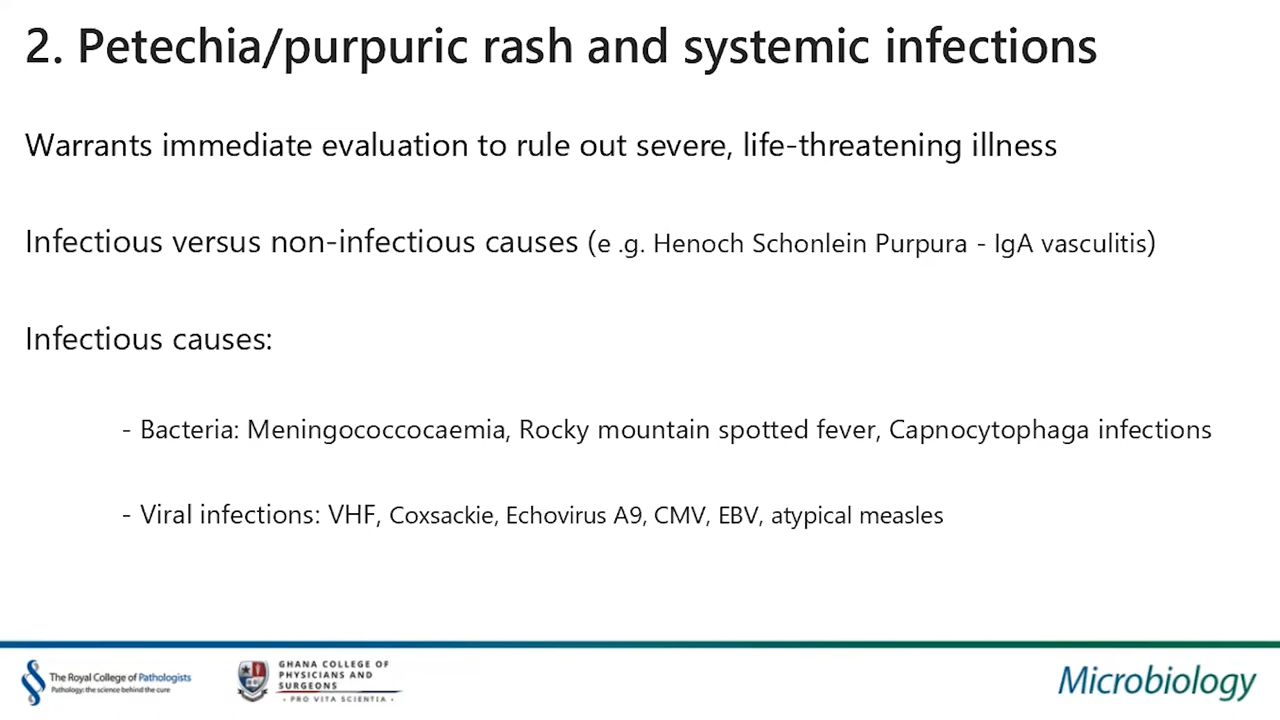 2. Petechia/purpuric rash and systemic infections
Warrants immediate evaluation to rule out severe, life-threatening illness
Infectious versus non-infectious causes (e .g. Henoch Schonlein Purpura - IgA vasculitis)
Infectious causes:
- Bacteria: Meningococcocaemia, Rocky mountain spotted fever, Capnocytophaga infections
- Viral infections: VHF, Coxsackie, Echovirus A9, CMV, EBV, atypical measles
The Royal College of Pathologists
Pathology: the science behind the cure
GHANA COLLEGE OF
PHYSICIANS AND
SURGEONS
· PRO VITA SCIENTIA ·
Microbiology